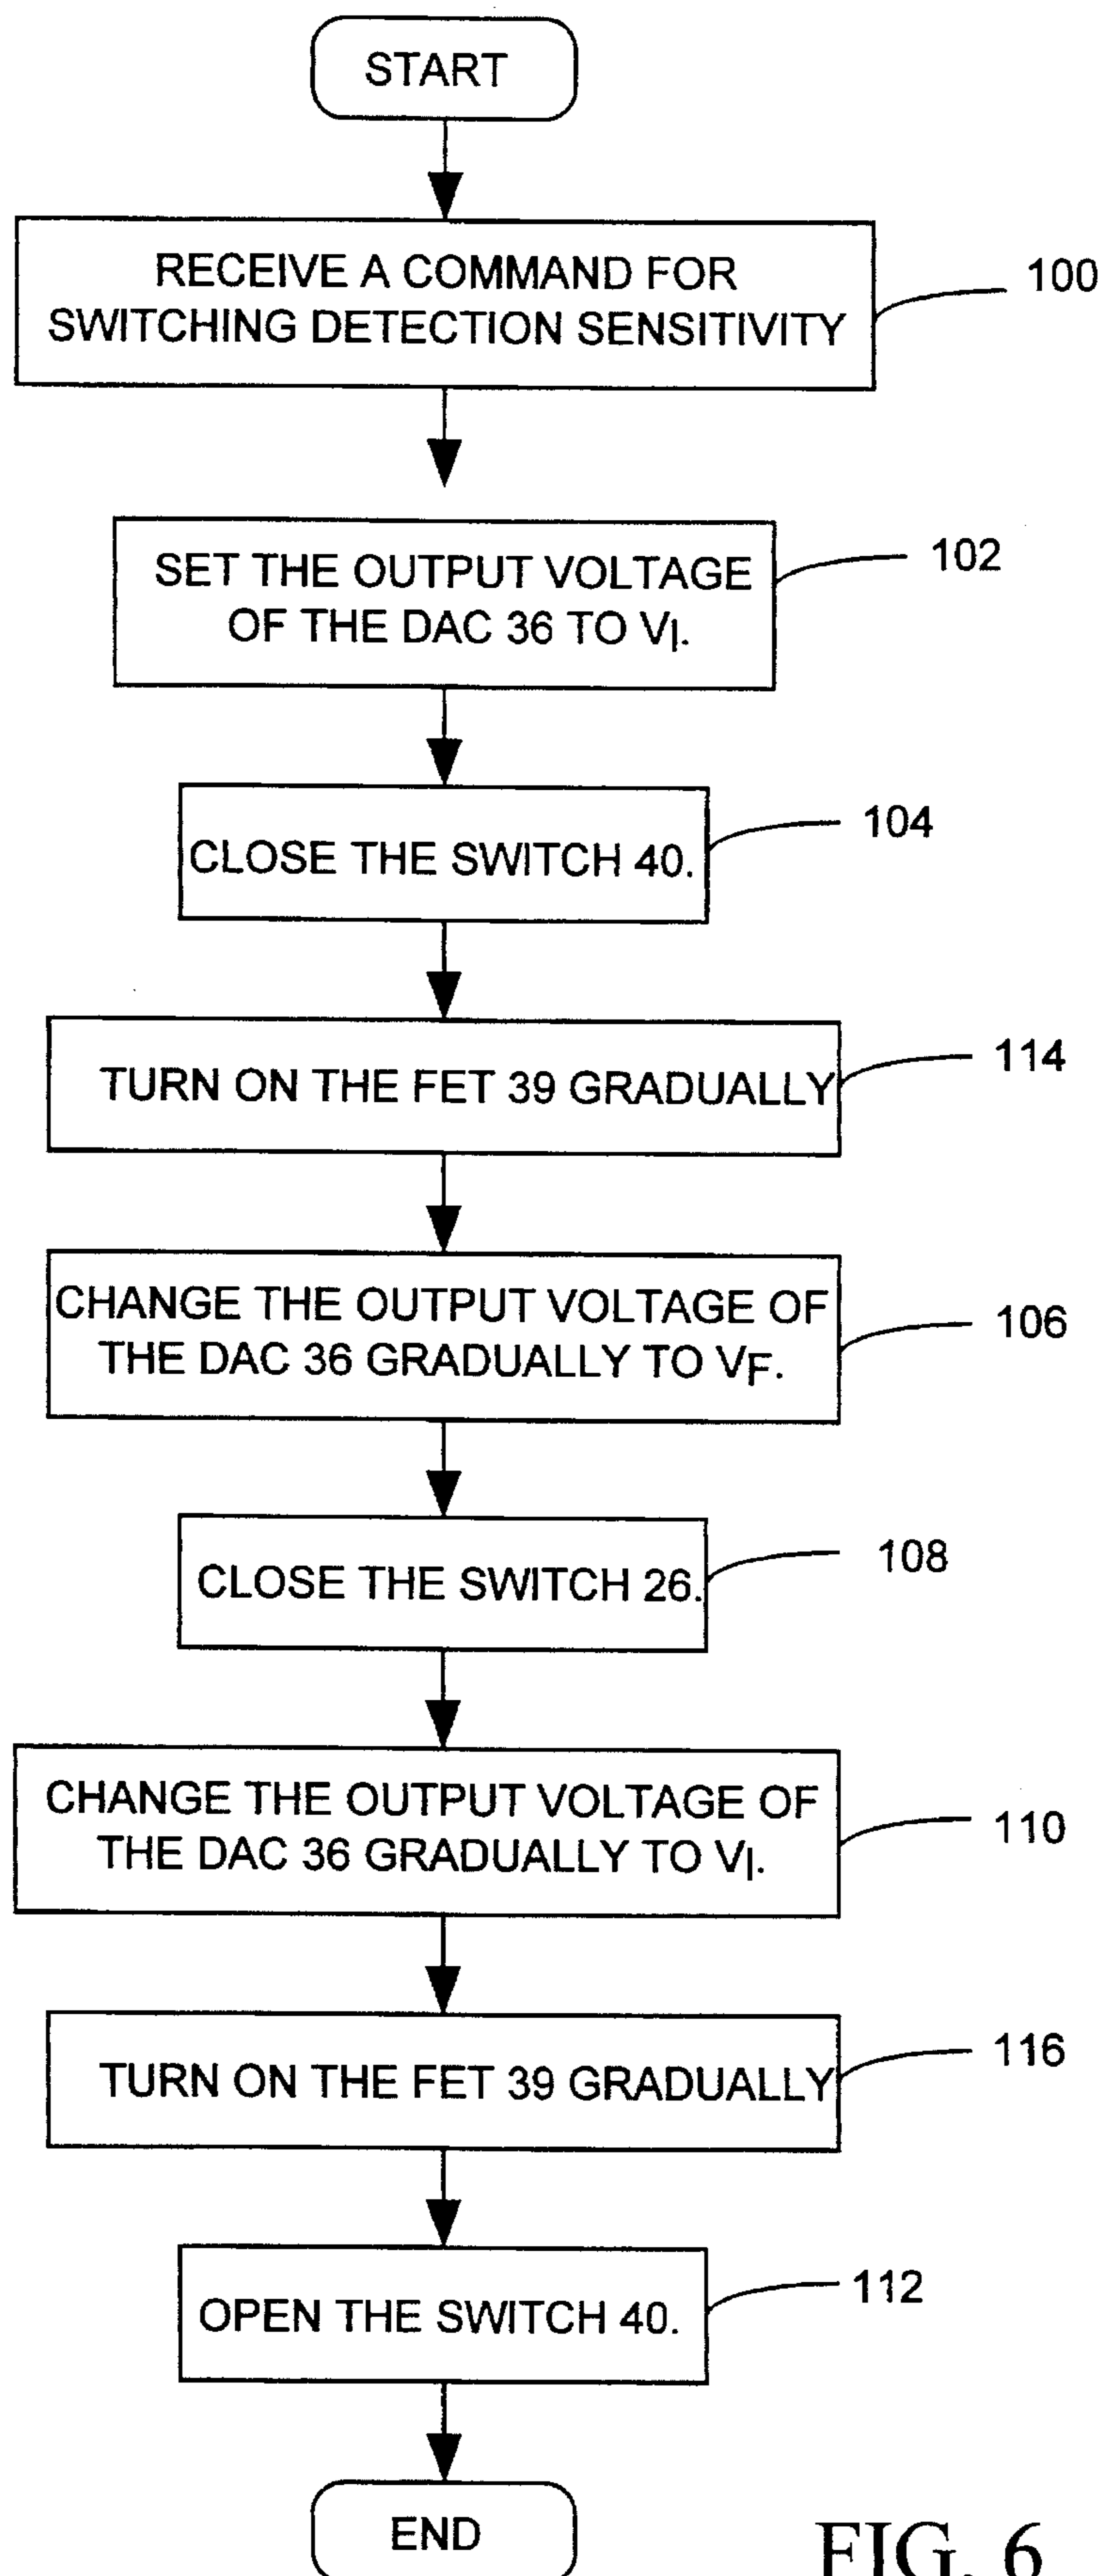 START
RECEIVE A COMMAND FOR
SWITCHING DETECTION SENSITIVITY
100
SET THE OUTPUT VOLTAGE
OF THE DAC 36 TO VI.
102
CLOSE THE SWITCH 40.
104
TURN ON THE FET 39 GRADUALLY
114
CHANGE THE OUTPUT VOLTAGE OF
THE DAC 36 GRADUALLY TO VF.
106
CLOSE THE SWITCH 26.
108
CHANGE THE OUTPUT VOLTAGE OF
THE DAC 36 GRADUALLY TO VI.
110
TURN ON THE FET 39 GRADUALLY
116
OPEN THE SWITCH 40.
112
END
FIG. 6